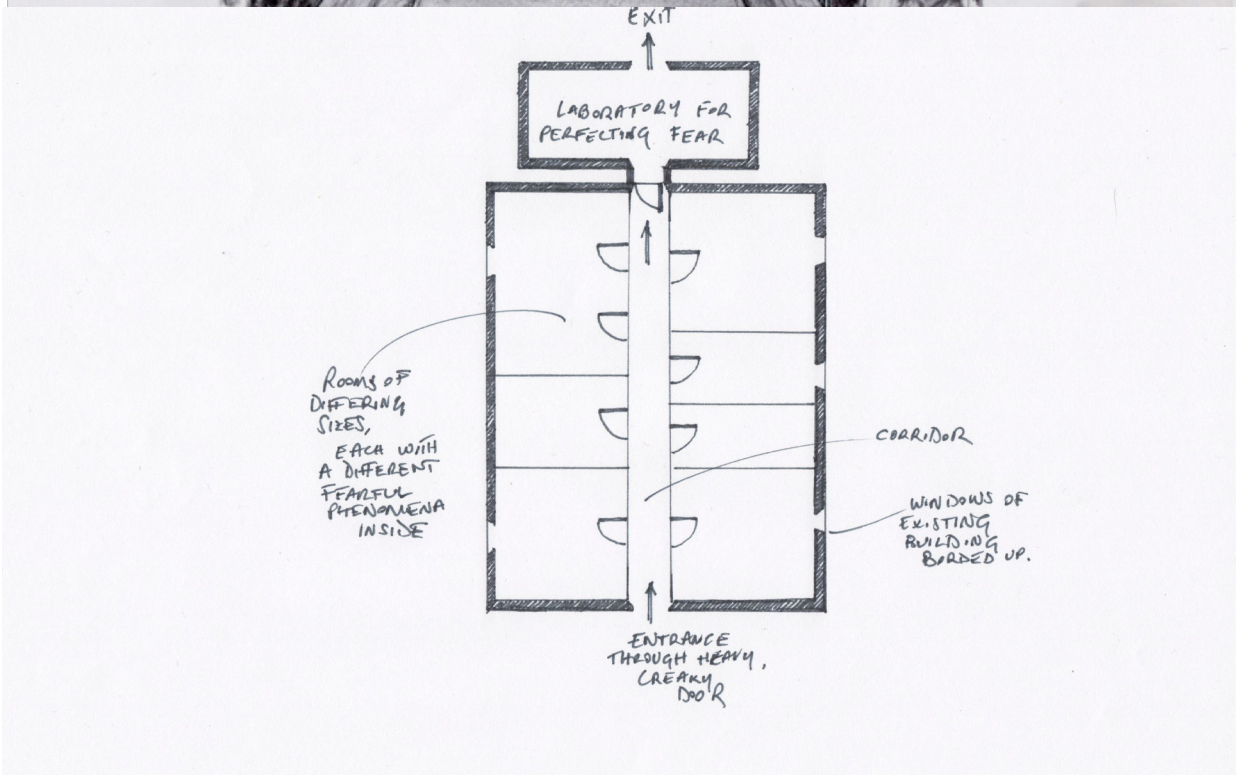 EXIT
LABORATORY FOR
PERFECTING FEAR
ROOMS OF
DIFFERING
SIZES,
EACH WITH
A DIFFERENT
FEARFUL
PHENOMENA
INSIDE
CORRIDOR
WINDOWS OF
EXISTING
BUILDING
BORDED UP.
ENTRANCE
THROUGH HEAVY,
CREAKY
DOOR